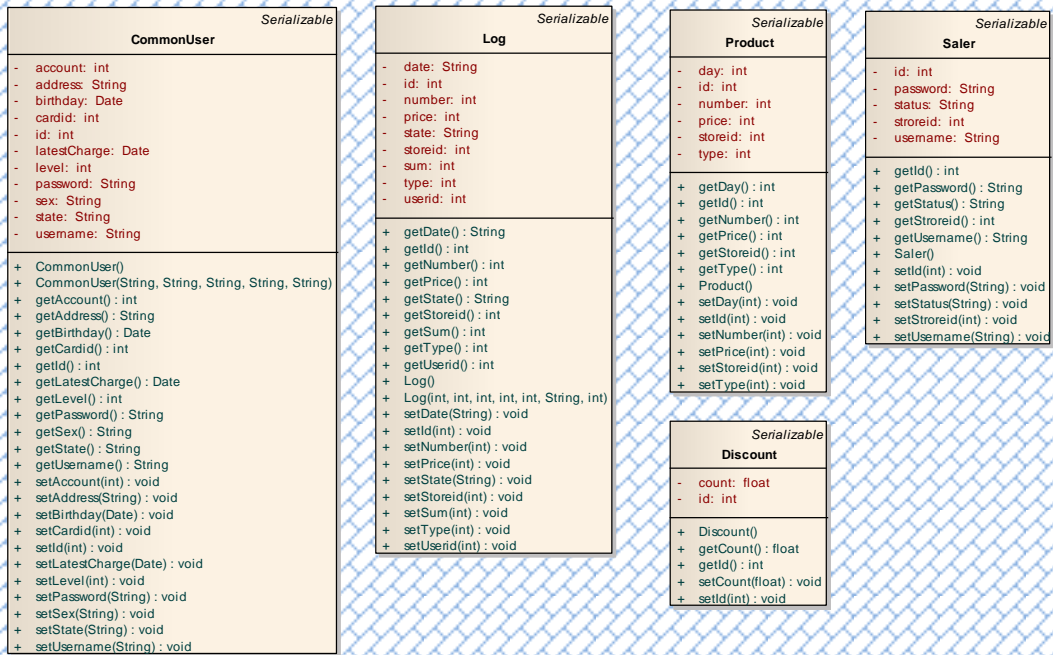 Serializable
CommonUser
- account: int
- address: String
- birthday: Date
- cardid: int
- id: int
- latestCharge: Date
- level: int
- password: String
- sex: String
- state: String
- username: String
+ CommonUser()
+ CommonUser(String, String, String, String, String)
+ getAccount() : int
+ getAddress() : String
+ getBirthday() : Date
+ getCardid() : int
+ getId() : int
+ getLatestCharge() : Date
+ getLevel() : int
+ getPassword() : String
+ getSex() : String
+ getState() : String
+ getUsername() : String
+ setAccount(int) : void
+ setAddress(String) : void
+ setBirthday(Date) : void
+ setCardid(int) : void
+ setId(int) : void
+ setLatestCharge(Date) : void
+ setLevel(int) : void
+ setPassword(String) : void
+ setSex(String) : void
+ setState(String) : void
+ setUsername(String) : void
Serializable
Log
- date: String
- id: int
- number: int
- price: int
- state: String
- storeid: int
- sum: int
- type: int
- userid: int
+ getDate() : String
+ getId() : int
+ getNumber() : int
+ getPrice() : int
+ getState() : String
+ getStoreid() : int
+ getSum() : int
+ getType() : int
+ getUserid() : int
+ Log()
+ Log(int, int, int, int, int, String, int)
+ setDate(String) : void
+ setId(int) : void
+ setNumber(int) : void
+ setPrice(int) : void
+ setState(String) : void
+ setStoreid(int) : void
+ setSum(int) : void
+ setType(int) : void
+ setUserid(int) : void
Serializable
Product
- day: int
- id: int
- number: int
- price: int
- storeid: int
- type: int
+ getDay() : int
+ getId() : int
+ getNumber() : int
+ getPrice() : int
+ getStoreid() : int
+ getType() : int
+ Product()
+ setDay(int) : void
+ setId(int) : void
+ setNumber(int) : void
+ setPrice(int) : void
+ setStoreid(int) : void
+ setType(int) : void
Serializable
Saler
- id: int
- password: String
- status: String
- stroreid: int
- username: String
+ getId() : int
+ getPassword() : String
+ getStatus() : String
+ getStroreid() : int
+ getUsername() : String
+ Saler()
+ setId(int) : void
+ setPassword(String) : void
+ setStatus(String) : void
+ setStroreid(int) : void
+ setUsername(String) : void
Serializable
Discount
- count: float
- id: int
+ Discount()
+ getCount() : float
+ getId() : int
+ setCount(float) : void
+ setId(int) : void